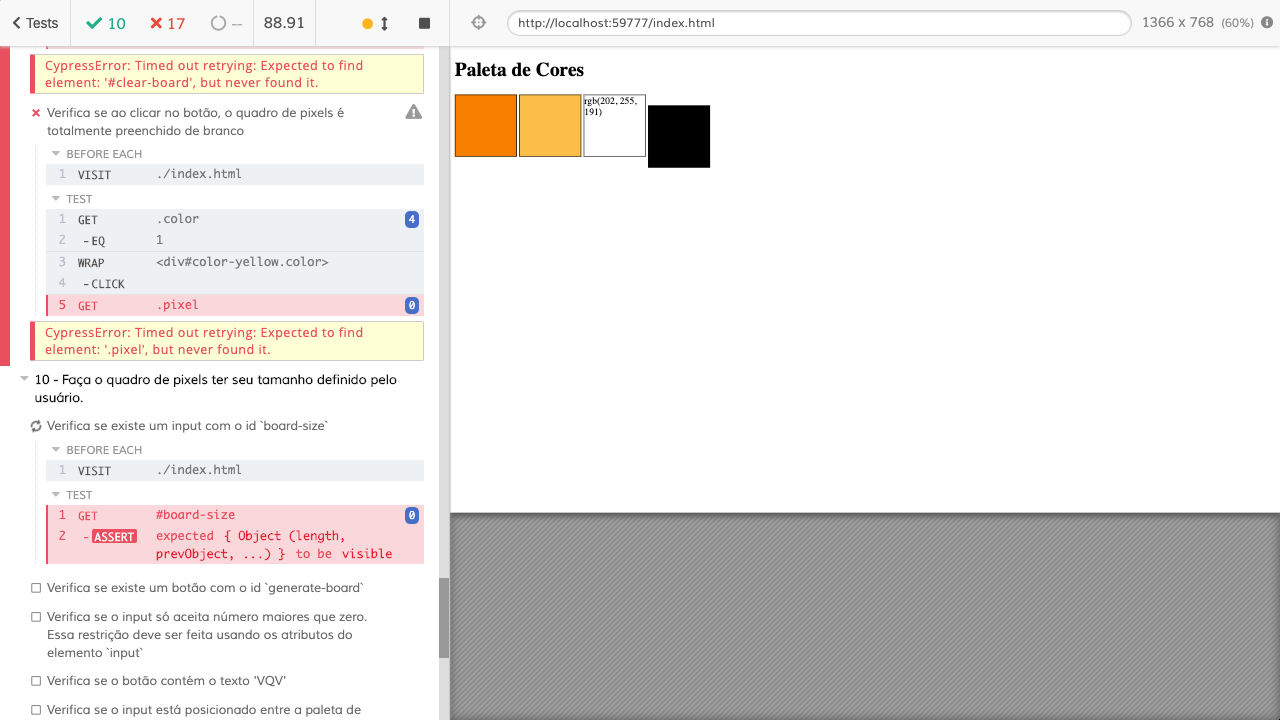 Tests
10
17
--
88.91
http://localhost:59777/index.html
1366 x 768 (60%)
CypressError: Timed out retrying: Expected to find
element: '#clear-board', but never found it.
Verifica se ao clicar no botão, o quadro de pixels é
totalmente preenchido de branco
BEFORE EACH
1 VISIT ./index.html
TEST
1 GET .color 4
2 -EQ 1
3 WRAP <div#color-yellow.color>
4 -CLICK
5 GET .pixel 0
CypressError: Timed out retrying: Expected to find
element: '.pixel', but never found it.
10 - Faça o quadro de pixels ter seu tamanho definido pelo
usuário.
Verifica se existe um input com o id `board-size`
BEFORE EACH
1 VISIT ./index.html
TEST
1 GET #board-size 0
2 -ASSERT expected { Object (length,
prevObject, ...) } to be visible
Verifica se existe um botão com o id `generate-board`
Verifica se o input só aceita número maiores que zero.
Essa restrição deve ser feita usando os atributos do
elemento `input`
Verifica se o botão contém o texto 'VQV'
Verifica se o input está posicionado entre a paleta de
Paleta de Cores
rgb(202, 255,
191)